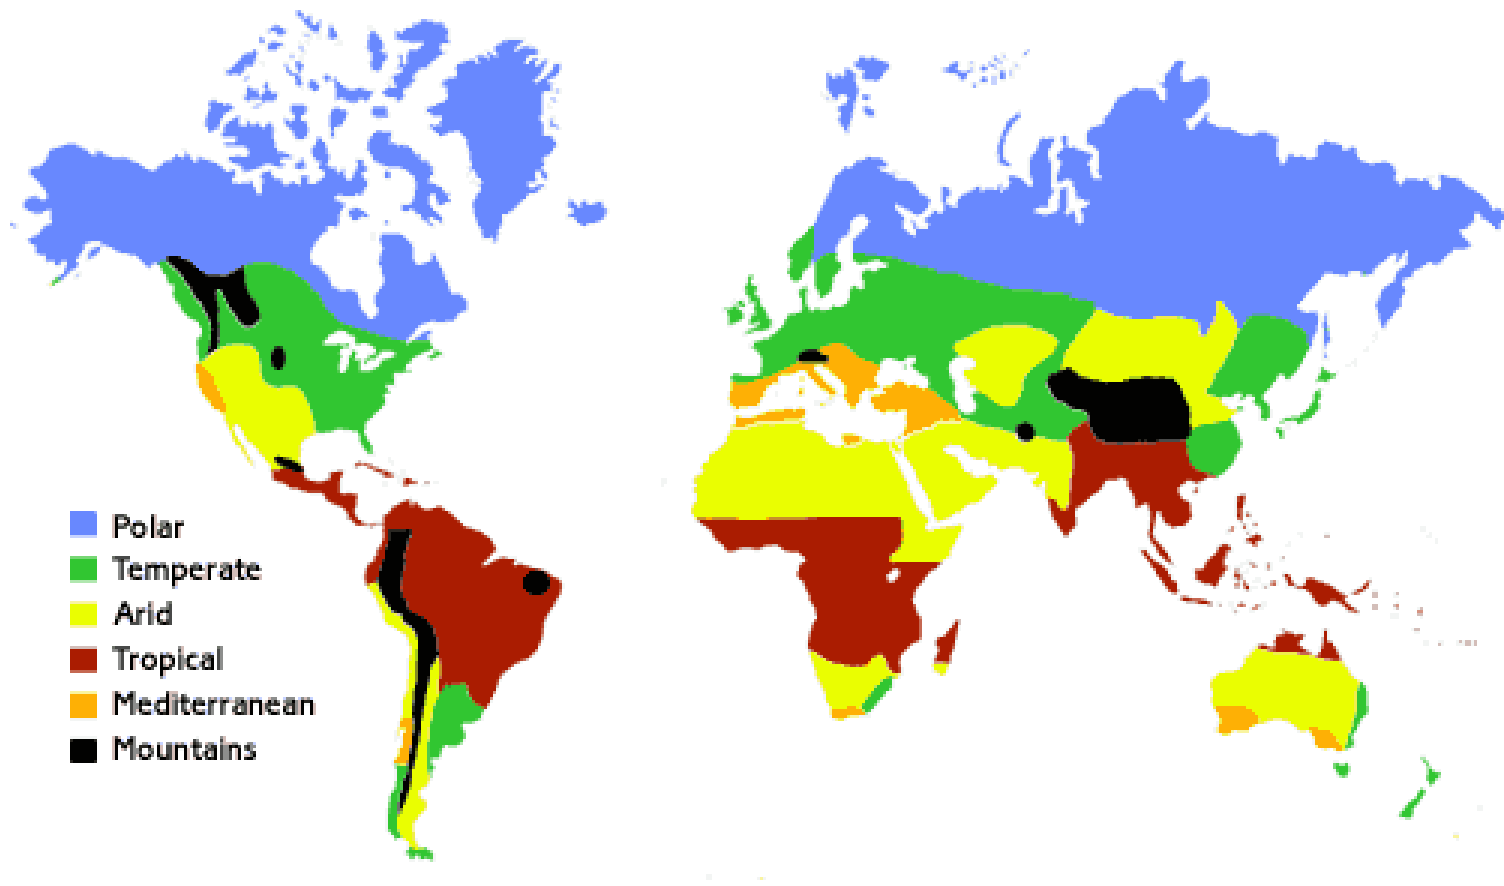 Polar
Temperate
Arid
Tropical
Mediterranean
Mountains